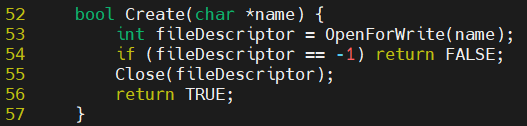 52     bool Create(char *name) {
53         int fileDescriptor = OpenForWrite(name);
54         if (fileDescriptor == -1) return FALSE;
55         Close(fileDescriptor);
56         return TRUE;
57     }